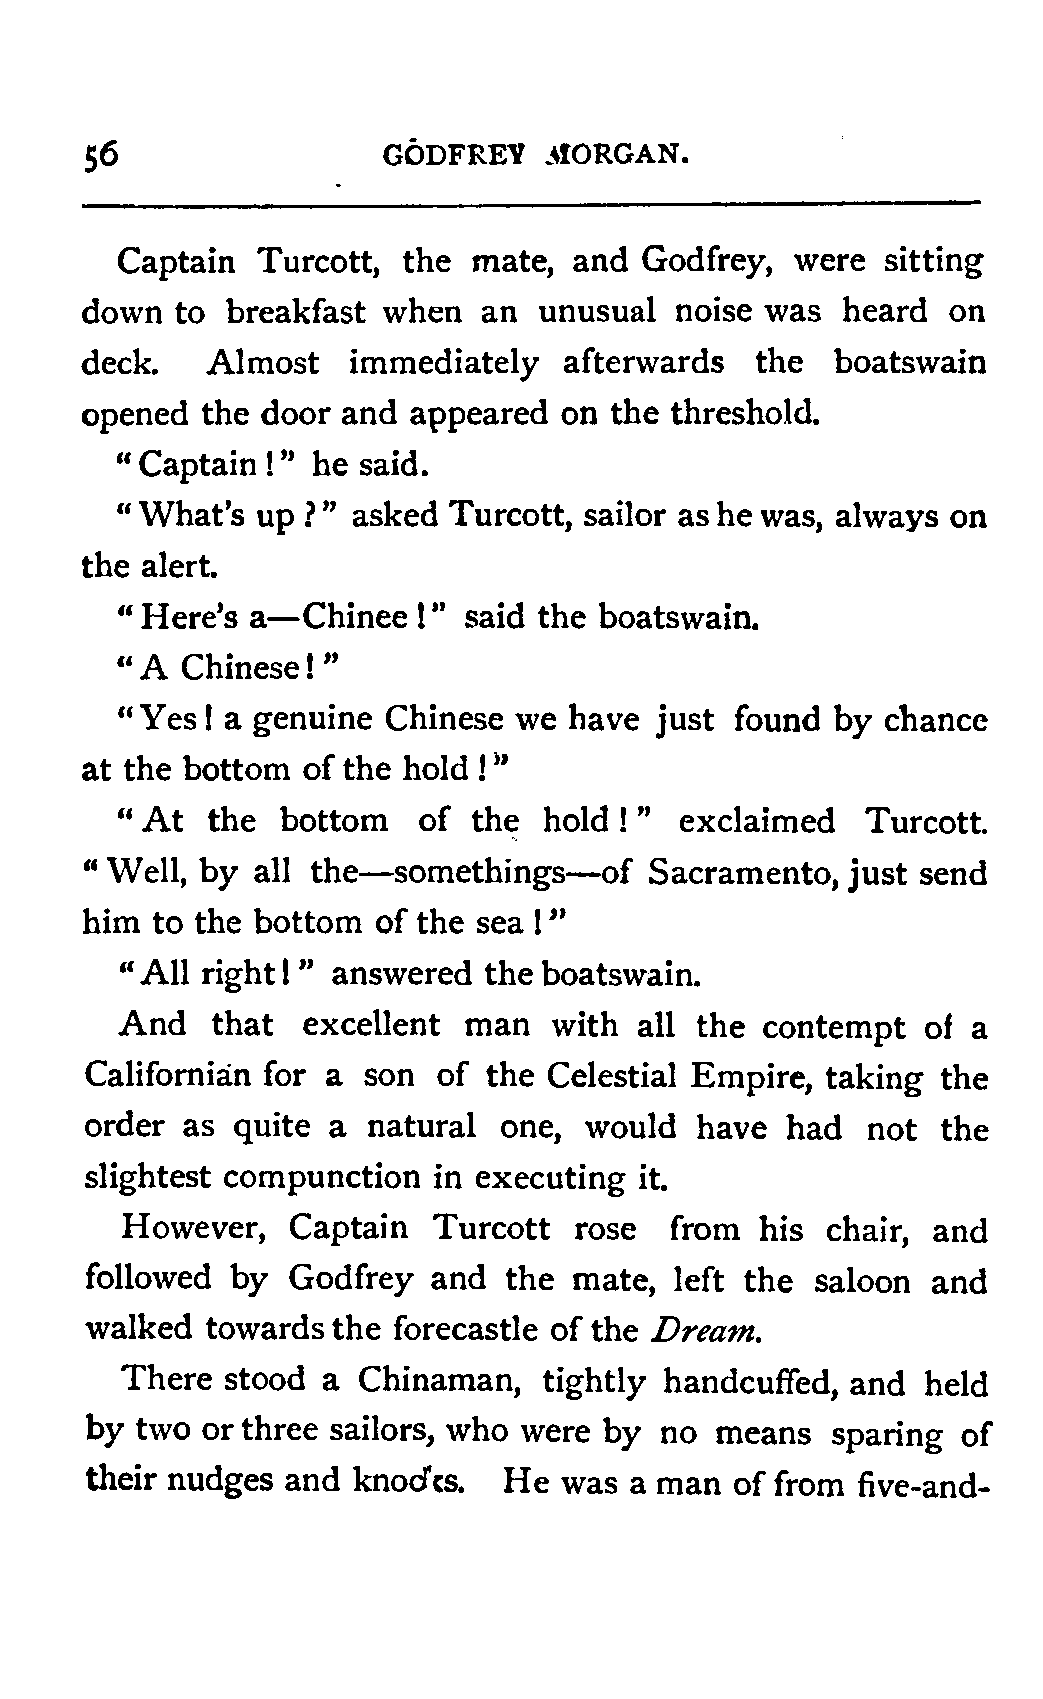 56 GODFREY MORGAN.
Captain Turcott, the mate, and Godfrey, were sitting
down to breakfast when an unusual noise was heard on
deck. Almost immediately afterwards the boatswain
opened the door and appeared on the threshold.
"Captain!" he said.
"What's up?" asked Turcott, sailor as he was, always on
the alert.
"Here's a—Chinee!" said the boatswain.
"A Chinese!"
"Yes! a genuine Chinese we have just found by chance
at the bottom of the hold!"
"At the bottom of the hold!" exclaimed Turcott.
"Well, by all the—somethings—of Sacramento, just send
him to the bottom of the sea!"
"All right!" answered the boatswain.
And that excellent man with all the contempt of a
Californian for a son of the Celestial Empire, taking the
order as quite a natural one, would have had not the
slightest compunction in executing it.
However, Captain Turcott rose from his chair, and
followed by Godfrey and the mate, left the saloon and
walked towards the forecastle of the Dream.
There stood a Chinaman, tightly handcuffed, and held
by two or three sailors, who were by no means sparing of
their nudges and knocks. He was a man of from five-and-